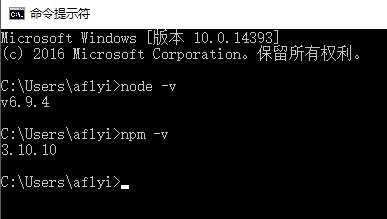 命令提示符
Microsoft Windows [版本 10.0.14393]
(c) 2016 Microsoft Corporation。保留所有权利。
C:\Users\aflyi>node -v
v6.9.4
C:\Users\aflyi>npm -v
3.10.10
C:\Users\aflyi>